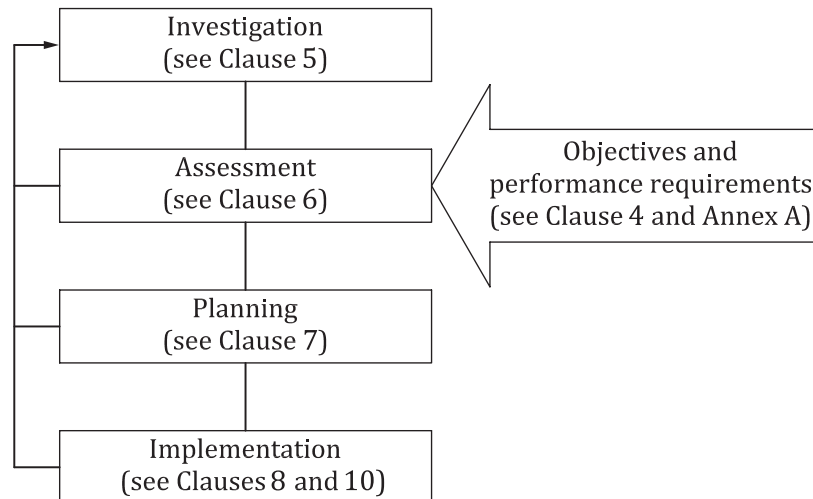 Investigation
(see Clause 5)
Assessment
(see Clause 6)
Objectives and
performance requirements
(see Clause 4 and Annex A)
Planning
(see Clause 7)
Implementation
(see Clauses 8 and 10)